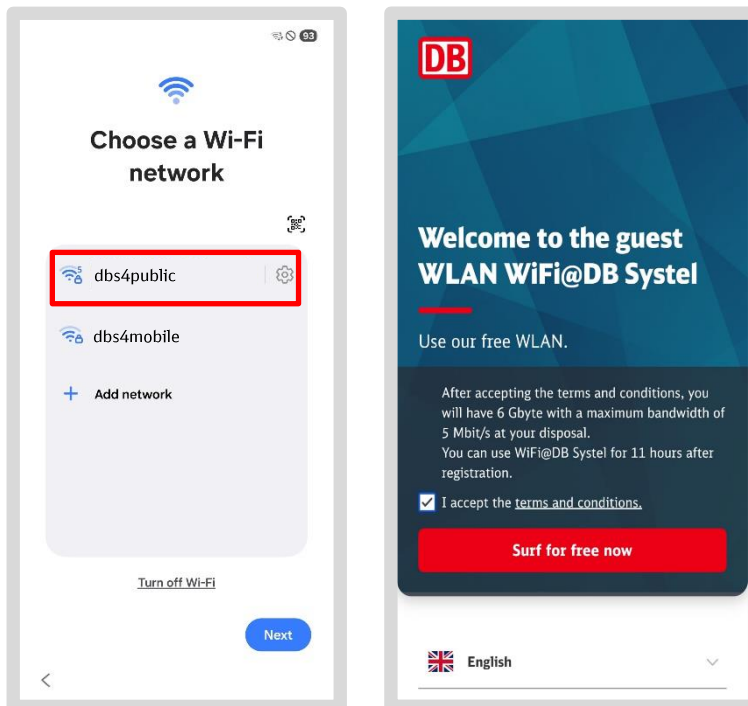 93
Choose a Wi-Fi
network
5
dbs4public
dbs4mobile
+ Add network
Turn off Wi-Fi
Next
DB
Welcome to the guest
WLAN WiFi@DB Systel
Use our free WLAN.
After accepting the terms and conditions, you
will have 6 Gbyte with a maximum bandwidth of
5 Mbit/s at your disposal.
You can use WiFi@DB Systel for 11 hours after
registration.
I accept the terms and conditions.
Surf for free now
English